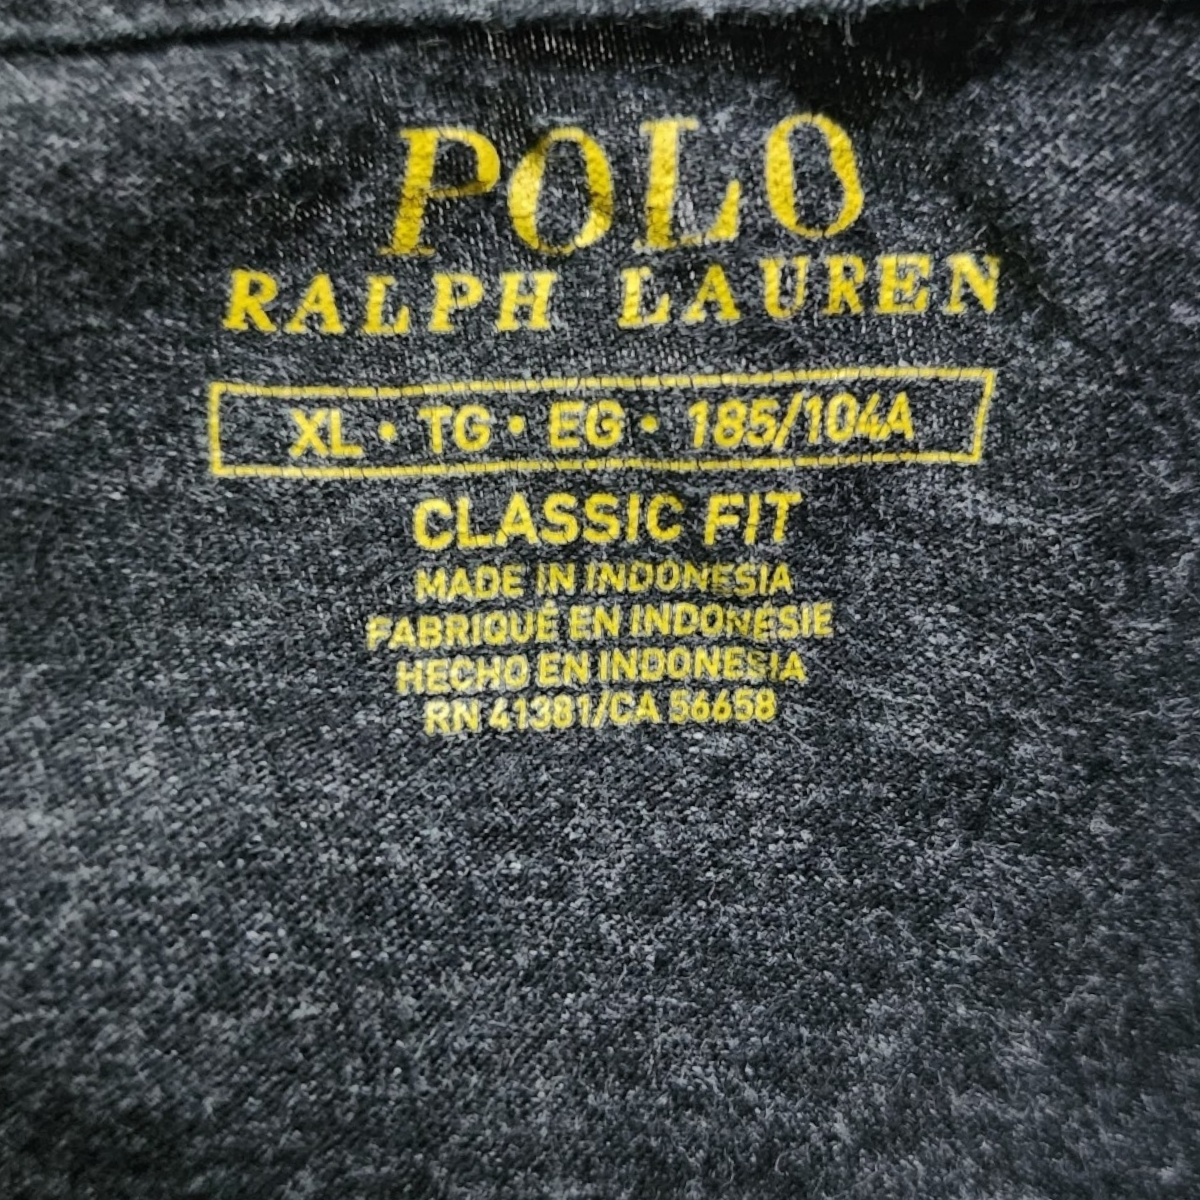 POLO
RALPH LAUREN
XL • TG • EG • 185/104A
CLASSIC FIT
MADE IN INDONESIA
FABRIQUÉ EN INDONÉSIE
HECHO EN INDONESIA
RN 41381/CA 56658